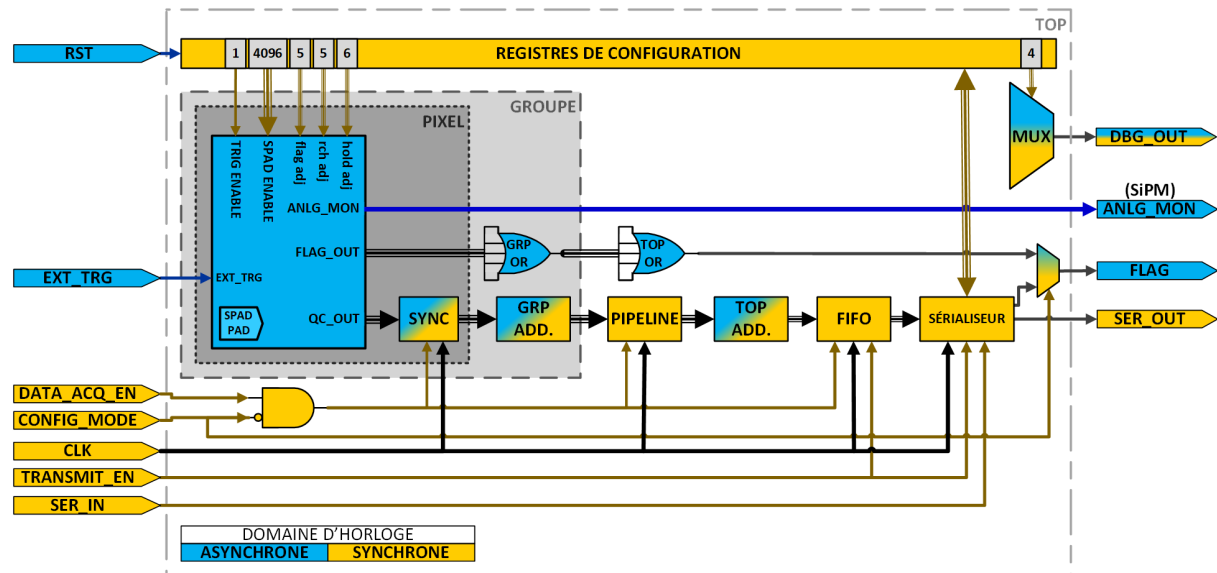 TOP
RST
1 4096 5 5 6
REGISTRES DE CONFIGURATION
4
GROUPE
PIXEL
TRIG ENABLE
SPAD ENABLE
flag adj
rch adj
hold adj
MUX
DBG_OUT
(SiPM)
ANLG_MON
ANLG_MON
FLAG_OUT
GRP
OR
TOP
OR
EXT_TRG
EXT_TRG
FLAG
SPAD
PAD
QC_OUT
SYNC
GRP
ADD.
PIPELINE
TOP
ADD.
FIFO
SÉRIALISEUR
SER_OUT
DATA_ACQ_EN
CONFIG_MODE
CLK
TRANSMIT_EN
SER_IN
DOMAINE D'HORLOGE
ASYNCHRONE SYNCHRONE